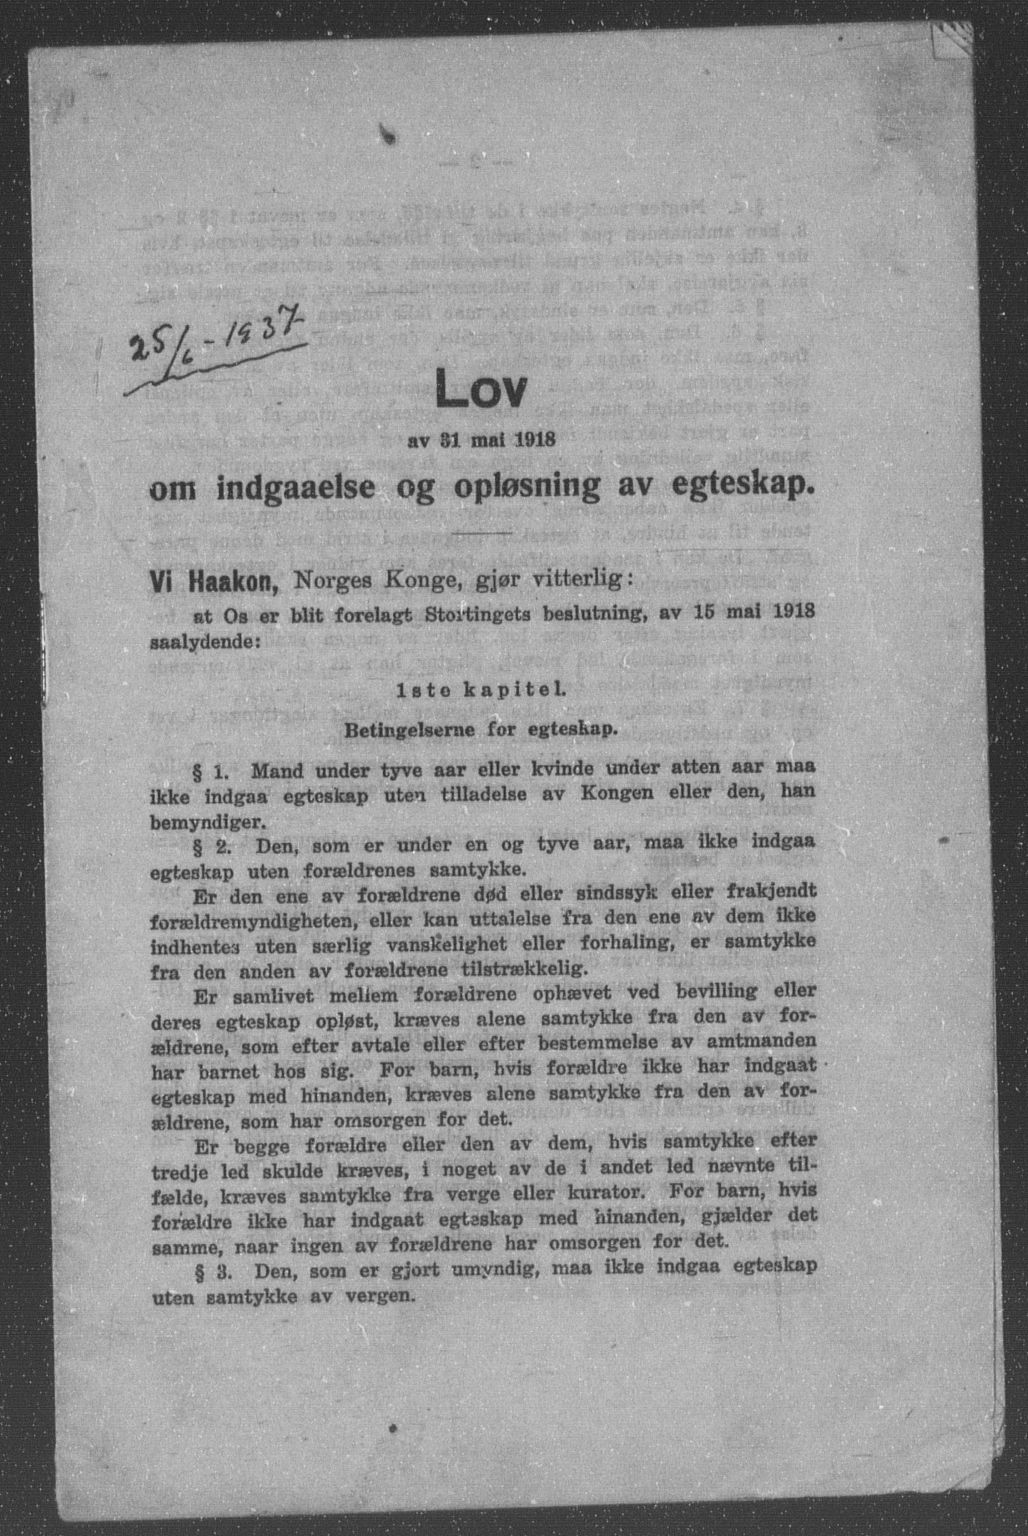 25/6 - 1937
Lov
av 31 mai 1918
om indgaaelse og opløsning av egteskap.
Vi Haakon, Norges Konge, gjør vitterlig:
at Os er blit forelagt Stortingets beslutning, av 15 mai 1918
saalydende:
1ste kapitel.
Betingelserne for egteskap.
§ 1. Mand under tyve aar eller kvinde under atten aar maa
ikke indgaa egteskap uten tilladelse av Kongen eller den, han
bemyndiger.
§ 2. Den, som er under en og tyve aar, maa ikke indgaa
egteskap uten forældrenes samtykke.
Er den ene av forældrene død eller sindssyk eller frakjendt
forældremyndigheten, eller kan uttalelse fra den ene av dem ikke
indhentes uten særlig vanskelighet eller forhaling, er samtykke
fra den anden av forældrene tilstrækkelig.
Er samlivet mellem forældrene ophævet ved bevilling eller
deres egteskap opløst, kræves alene samtykke fra den av for-
ældrene, som efter avtale eller efter bestemmelse av amtmanden
har barnet hos sig. For barn, hvis forældre ikke har indgaat
egteskap med hinanden, kræves alene samtykke fra den av for-
ældrene, som har omsorgen for det.
Er begge forældre eller den av dem, hvis samtykke efter
tredje led skulde kræves, i noget av de i andet led nævnte til-
fælde, kræves samtykke fra verge eller kurator. For barn, hvis
forældre ikke har indgaat egteskap med hinanden, gjælder det
samme, naar ingen av forældrene har omsorgen for det.
§ 3. Den, som er gjort umyndig, maa ikke indgaa egteskap
uten samtykke av vergen.